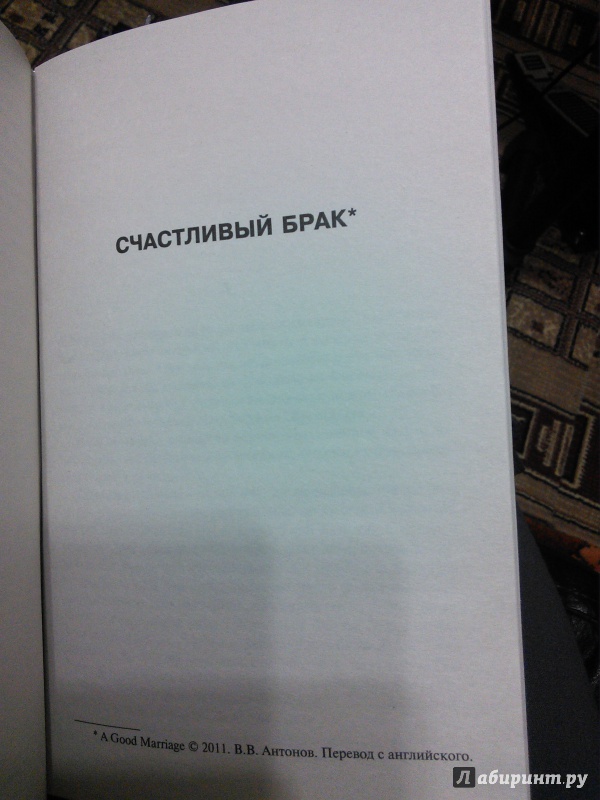 СЧАСТЛИВЫЙ БРАК*
* A Good Marriage © 2011. В.В. Антонов. Перевод с английского.
Лабиринт.ру